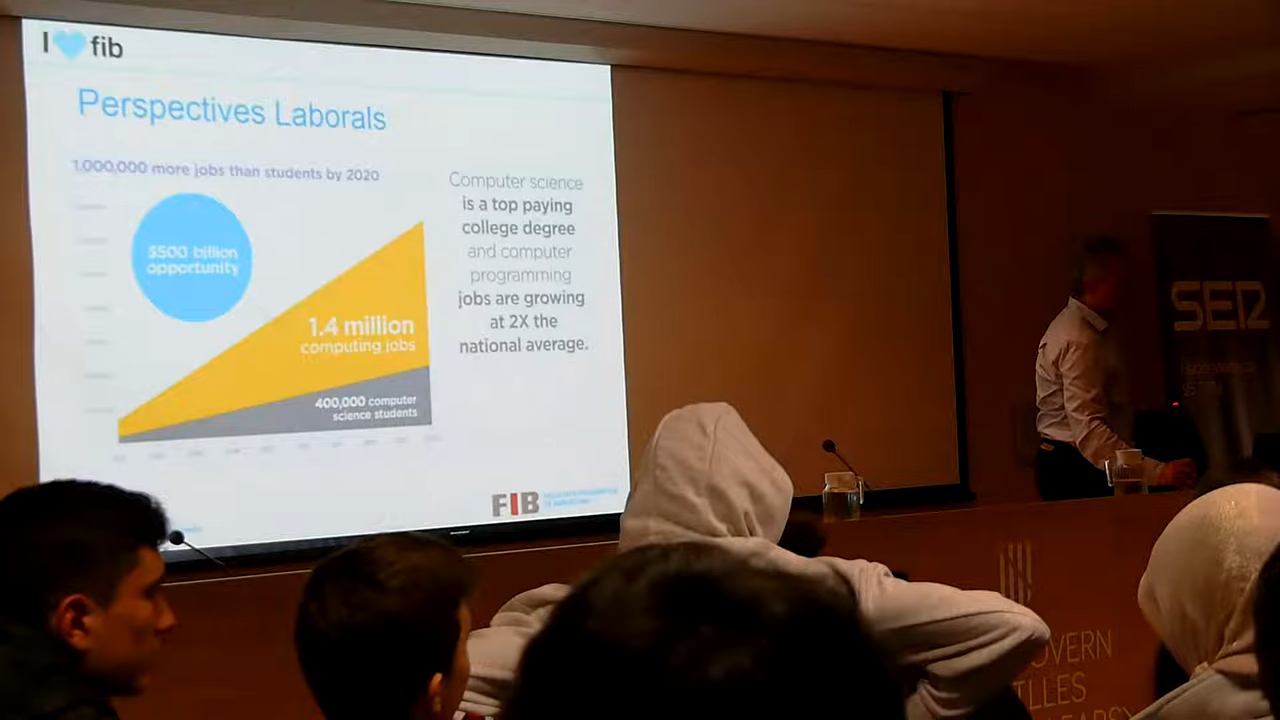 I fib
Perspectives Laborals
1,000,000 more jobs than students by 2020
$500 billion
opportunity
1.4 million
computing jobs
400,000 computer
science students
Computer science
is a top paying
college degree
and computer
programming
jobs are growing
at 2X the
national average.
FIB
SER
OVERN
ILLES